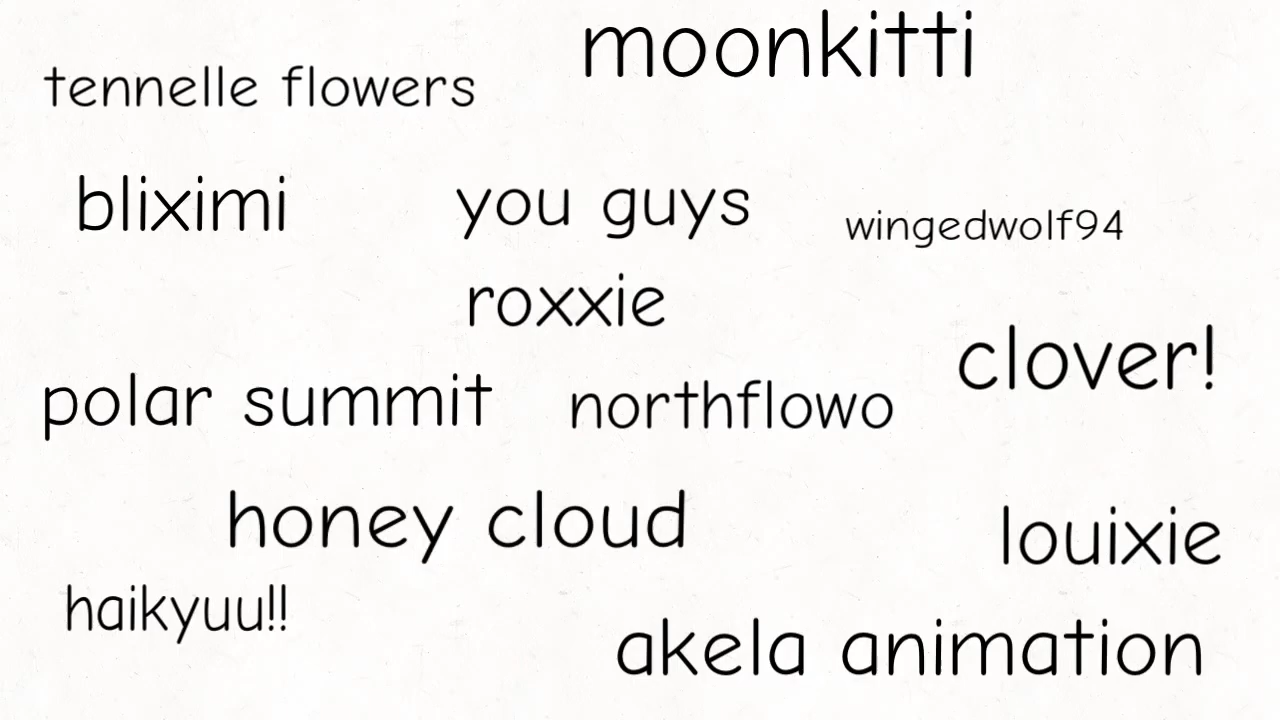 moonkitti
tennelle flowers
bliximi
you guys
wingedwolf94
roxxie
clover!
polar summit
northflowo
honey cloud
louixie
haikyuu!!
akela animation